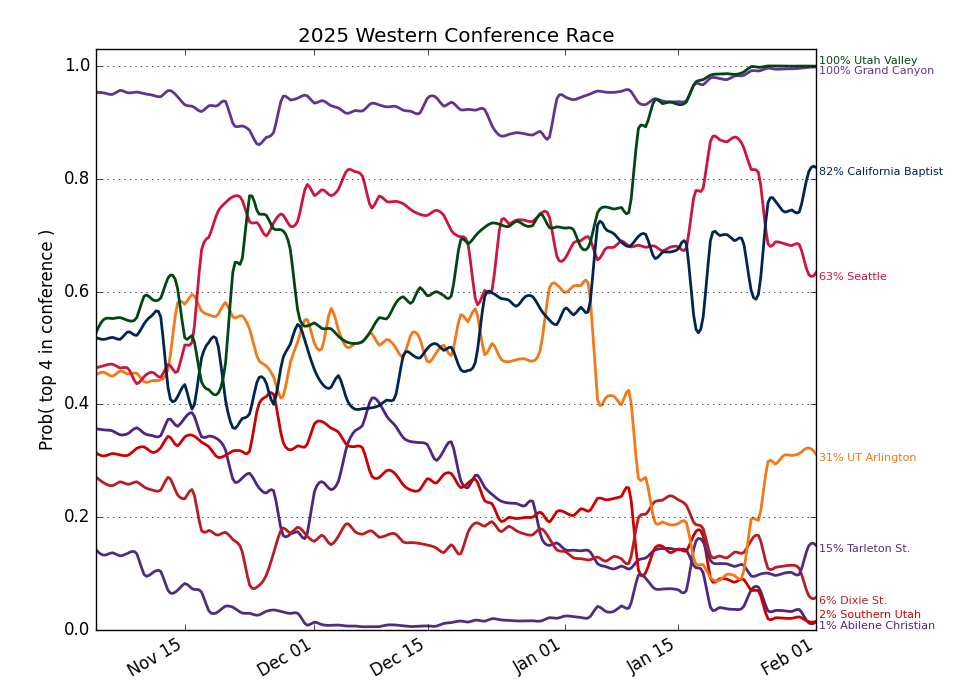 2025 Western Conference Race
Prob( top 4 in conference )
1.0
0.8
0.6
0.4
0.2
0.0
Nov 15
Dec 01
Dec 15
Jan 01
Jan 15
Feb 01
100% Utah Valley
100% Grand Canyon
82% California Baptist
63% Seattle
31% UT Arlington
15% Tarleton St.
6% Dixie St.
2% Southern Utah
1% Abilene Christian